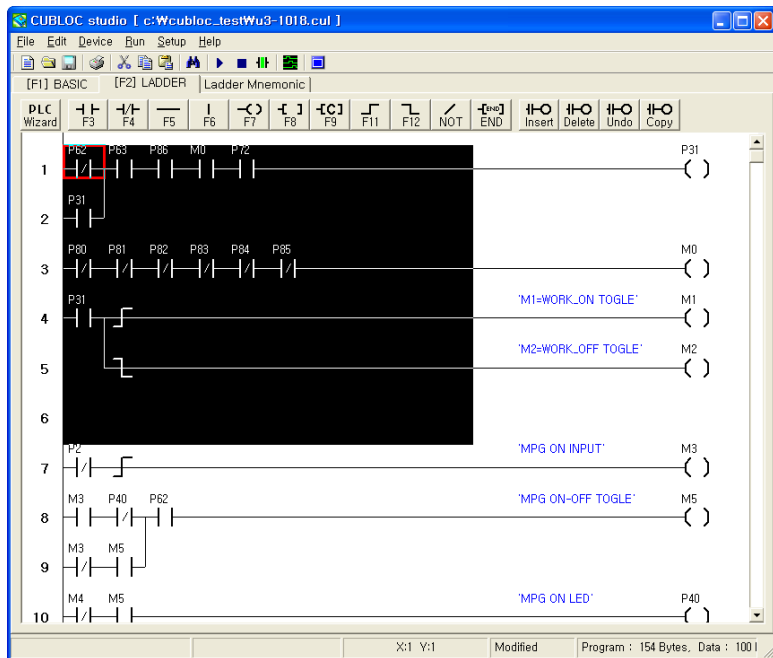 CUBLOC studio [ c:₩cubloc_test₩u3-1018.cul ]
File Edit Device Run Setup Help
[F1] BASIC [F2] LADDER Ladder Mnemonic
PLC Wizard F3 F4 F5 F6 F7 F8 [C] F9 F11 F12 NOT [END] END Insert Delete Undo Copy
P62 P63 P86 M0 P72 P31
1
P31
2
P80 P81 P82 P83 P84 P85 M0
3
P31 'M1=WORK_ON TOGLE' M1
4
'M2=WORK_OFF TOGLE' M2
5
6
P2 'MPG ON INPUT' M3
7
M3 P40 P62 'MPG ON-OFF TOGLE' M5
8
M3 M5
9
M4 M5 'MPG ON LED' P40
10
X:1 Y:1 Modified Program : 154 Bytes, Data : 100